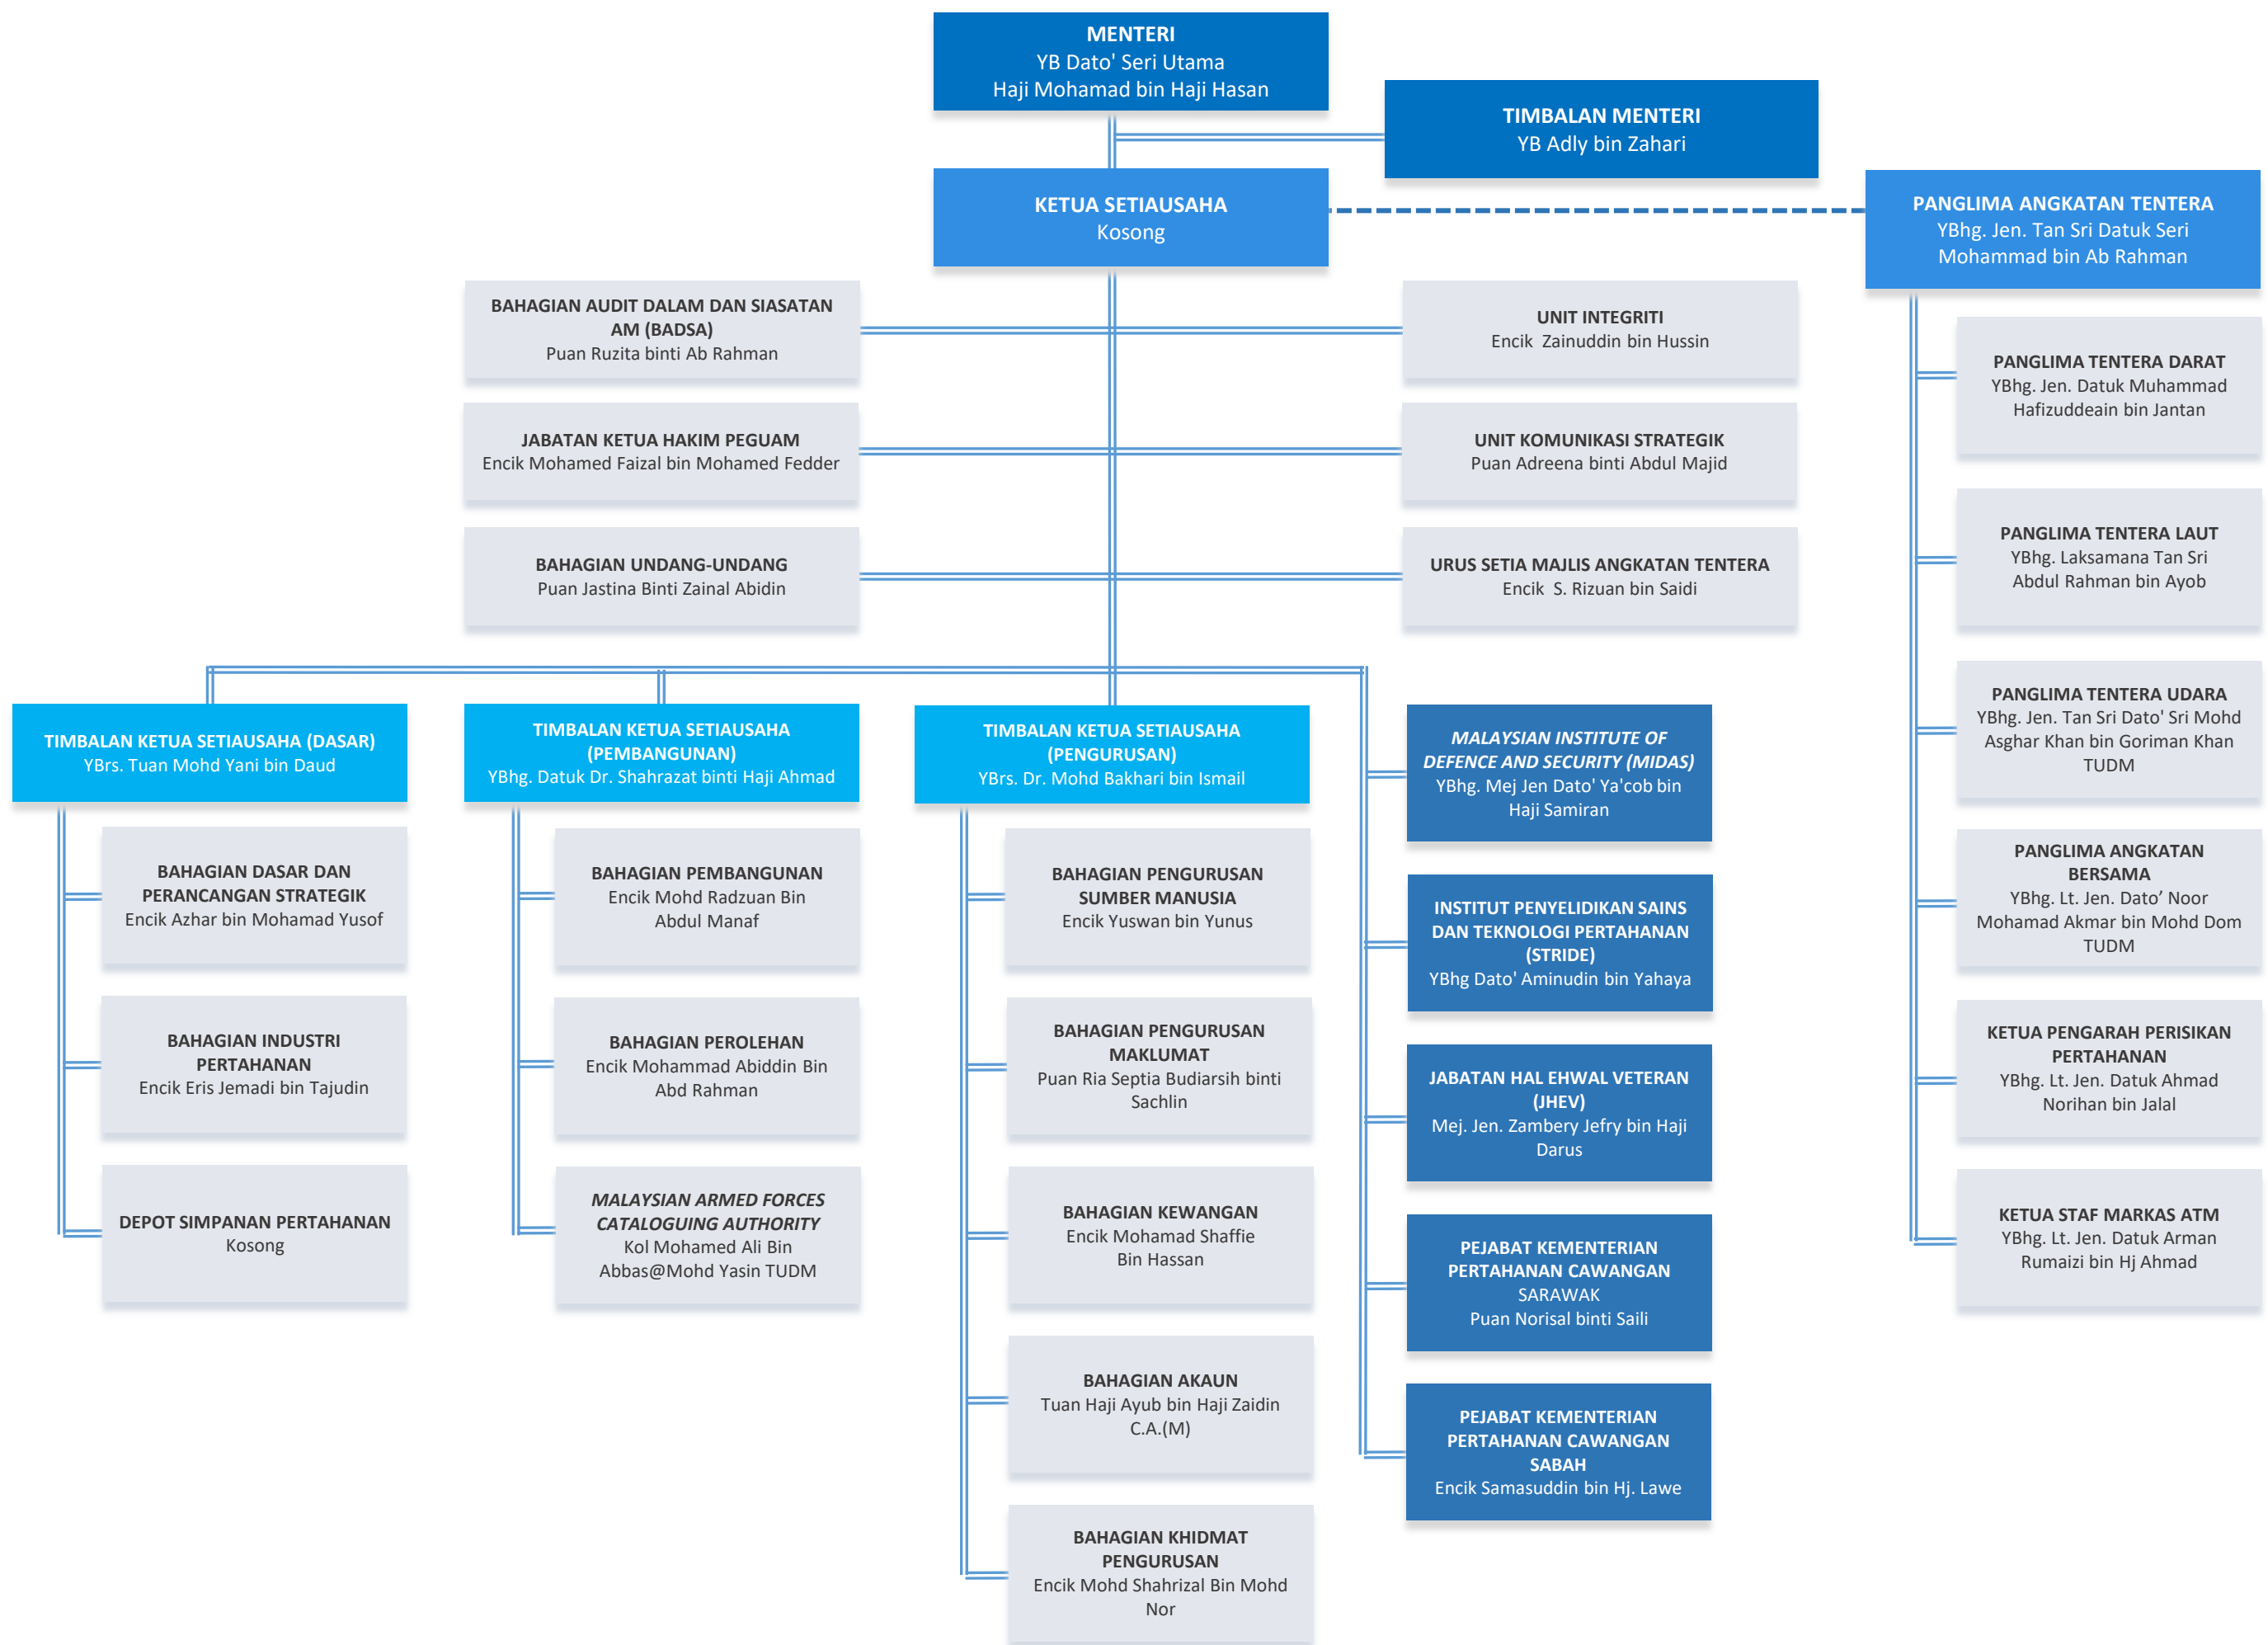 MENTERI
YB Dato' Seri Utama
Haji Mohamad bin Haji Hasan
TIMBALAN MENTERI
YB Adly bin Zahari
KETUA SETIAUSAHA
Kosong
PANGLIMA ANGKATAN TENTERA
YBhg. Jen. Tan Sri Datuk Seri
Mohammad bin Ab Rahman
BAHAGIAN AUDIT DALAM DAN SIASATAN
AM (BADSA)
Puan Ruzita binti Ab Rahman
UNIT INTEGRITI
Encik Zainuddin bin Hussin
JABATAN KETUA HAKIM PEGUAM
Encik Mohamed Faizal bin Mohamed Fedder
UNIT KOMUNIKASI STRATEGIK
Puan Adreena binti Abdul Majid
BAHAGIAN UNDANG-UNDANG
Puan Jastina Binti Zainal Abidin
URUS SETIA MAJLIS ANGKATAN TENTERA
Encik S. Rizuan bin Saidi
TIMBALAN KETUA SETIAUSAHA (DASAR)
YBrs. Tuan Mohd Yani bin Daud
BAHAGIAN DASAR DAN
PERANCANGAN STRATEGIK
Encik Azhar bin Mohamad Yusof
BAHAGIAN INDUSTRI
PERTAHANAN
Encik Eris Jemadi bin Tajudin
DEPOT SIMPANAN PERTAHANAN
Kosong
TIMBALAN KETUA SETIAUSAHA
(PEMBANGUNAN)
YBhg. Datuk Dr. Shahrazat binti Haji Ahmad
BAHAGIAN PEMBANGUNAN
Encik Mohd Radzuan Bin
Abdul Manaf
BAHAGIAN PEROLEHAN
Encik Mohammad Abiddin Bin
Abd Rahman
MALAYSIAN ARMED FORCES
CATALOGUING AUTHORITY
Kol Mohamed Ali Bin
Abbas@Mohd Yasin TUDM
TIMBALAN KETUA SETIAUSAHA
(PENGURUSAN)
YBrs. Dr. Mohd Bakhari bin Ismail
BAHAGIAN PENGURUSAN
SUMBER MANUSIA
Encik Yuswan bin Yunus
BAHAGIAN PENGURUSAN
MAKLUMAT
Puan Ria Septia Budiarsih binti
Sachlin
BAHAGIAN KEWANGAN
Encik Mohamad Shaffie
Bin Hassan
BAHAGIAN AKAUN
Tuan Haji Ayub bin Haji Zaidin
C.A.(M)
BAHAGIAN KHIDMAT
PENGURUSAN
Encik Mohd Shahrizal Bin Mohd
Nor
MALAYSIAN INSTITUTE OF
DEFENCE AND SECURITY (MIDAS)
YBhg. Mej Jen Dato' Ya'cob bin
Haji Samiran
INSTITUT PENYELIDIKAN SAINS
DAN TEKNOLOGI PERTAHANAN
(STRIDE)
YBhg Dato' Aminudin bin Yahaya
JABATAN HAL EHWAL VETERAN
(JHEV)
Mej. Jen. Zambery Jefry bin Haji
Darus
PEJABAT KEMENTERIAN
PERTAHANAN CAWANGAN
SARAWAK
Puan Norisal binti Saili
PEJABAT KEMENTERIAN
PERTAHANAN CAWANGAN
SABAH
Encik Samasuddin bin Hj. Lawe
PANGLIMA TENTERA DARAT
YBhg. Jen. Datuk Muhammad
Hafizuddeain bin Jantan
PANGLIMA TENTERA LAUT
YBhg. Laksamana Tan Sri
Abdul Rahman bin Ayob
PANGLIMA TENTERA UDARA
YBhg. Jen. Tan Sri Dato' Sri Mohd
Asghar Khan bin Goriman Khan
TUDM
PANGLIMA ANGKATAN
BERSAMA
YBhg. Lt. Jen. Dato’ Noor
Mohamad Akmar bin Mohd Dom
TUDM
KETUA PENGARAH PERISIKAN
PERTAHANAN
YBhg. Lt. Jen. Datuk Ahmad
Norihan bin Jalal
KETUA STAF MARKAS ATM
YBhg. Lt. Jen. Datuk Arman
Rumaizi bin Hj Ahmad